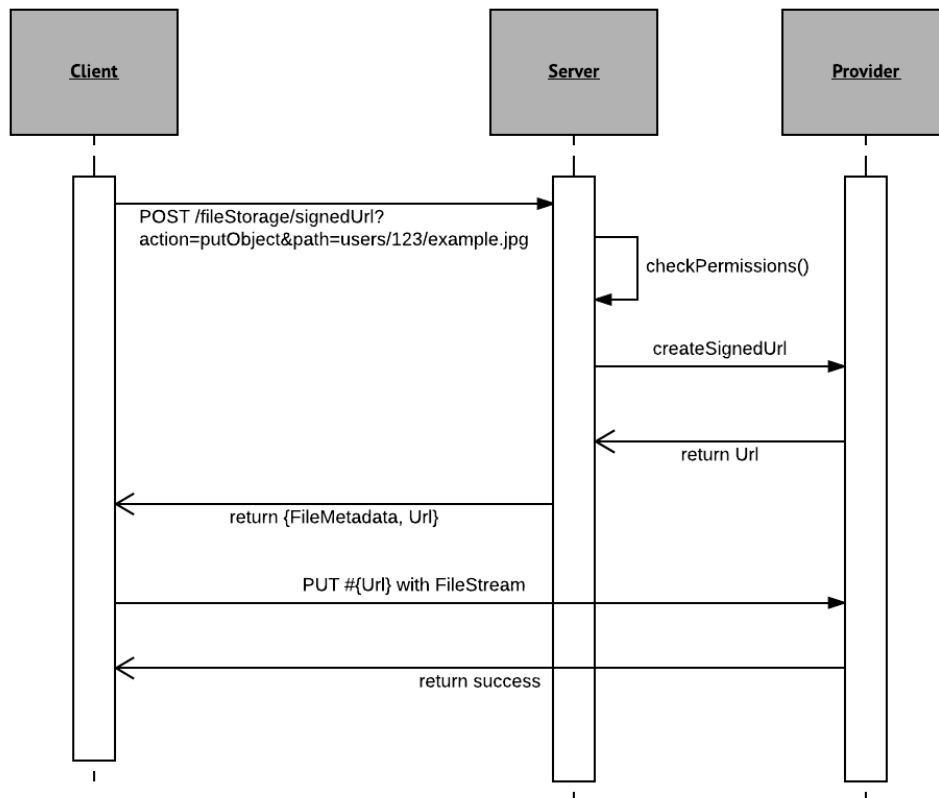 Client
Server
Provider
POST /fileStorage/signedUrl?
action=putObject&path=users/123/example.jpg
checkPermissions()
createSignedUrl
return Url
return {FileMetadata, Url}
PUT #{Url} with FileStream
return success